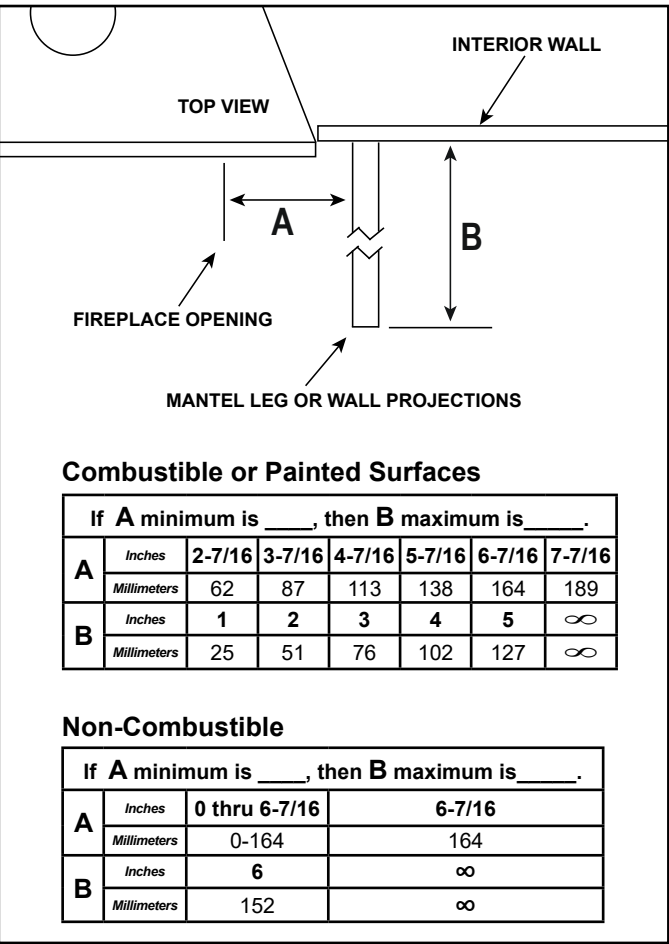 INTERIOR WALL
TOP VIEW
A
B
FIREPLACE OPENING
MANTEL LEG OR WALL PROJECTIONS
Combustible or Painted Surfaces
If A minimum is ____, then B maximum is_____.
A Inches 2-7/16 3-7/16 4-7/16 5-7/16 6-7/16 7-7/16
Millimeters 62 87 113 138 164 189
B Inches 1 2 3 4 5 ∞
Millimeters 25 51 76 102 127 ∞
Non-Combustible
If A minimum is ____, then B maximum is_____.
A Inches 0 thru 6-7/16 6-7/16
Millimeters 0-164 164
B Inches 6 ∞
Millimeters 152 ∞